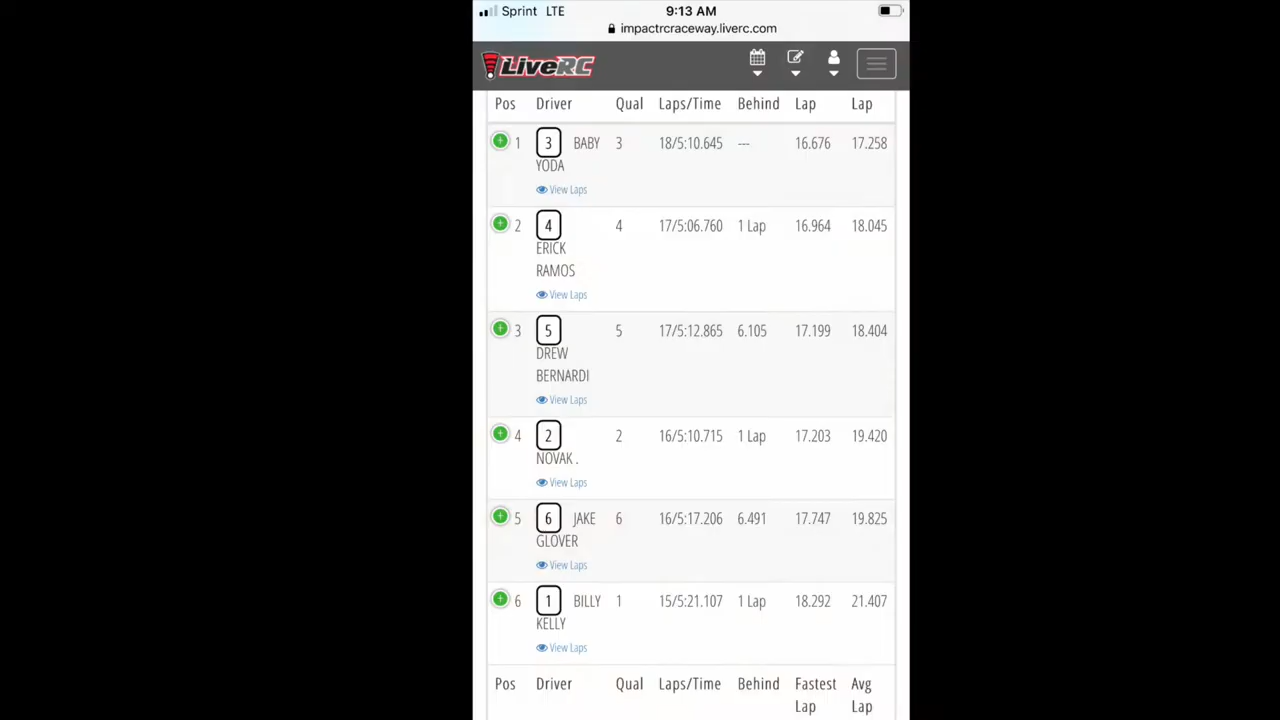 Sprint LTE 9:13 AM
impactrcraceway.liverc.com
LiveRC
Pos Driver Qual Laps/Time Behind Lap Lap
1 3 BABY 3 18/5:10.645 --- 16.676 17.258
YODA
View Laps
2 4 4 17/5:06.760 1 Lap 16.964 18.045
ERICK
RAMOS
View Laps
3 5 5 17/5:12.865 6.105 17.199 18.404
DREW
BERNARDI
View Laps
4 2 2 16/5:10.715 1 Lap 17.203 19.420
NOVAK .
View Laps
5 6 JAKE 6 16/5:17.206 6.491 17.747 19.825
GLOVER
View Laps
6 1 BILLY 1 15/5:21.107 1 Lap 18.292 21.407
KELLY
View Laps
Pos Driver Qual Laps/Time Behind Fastest Avg
Lap Lap